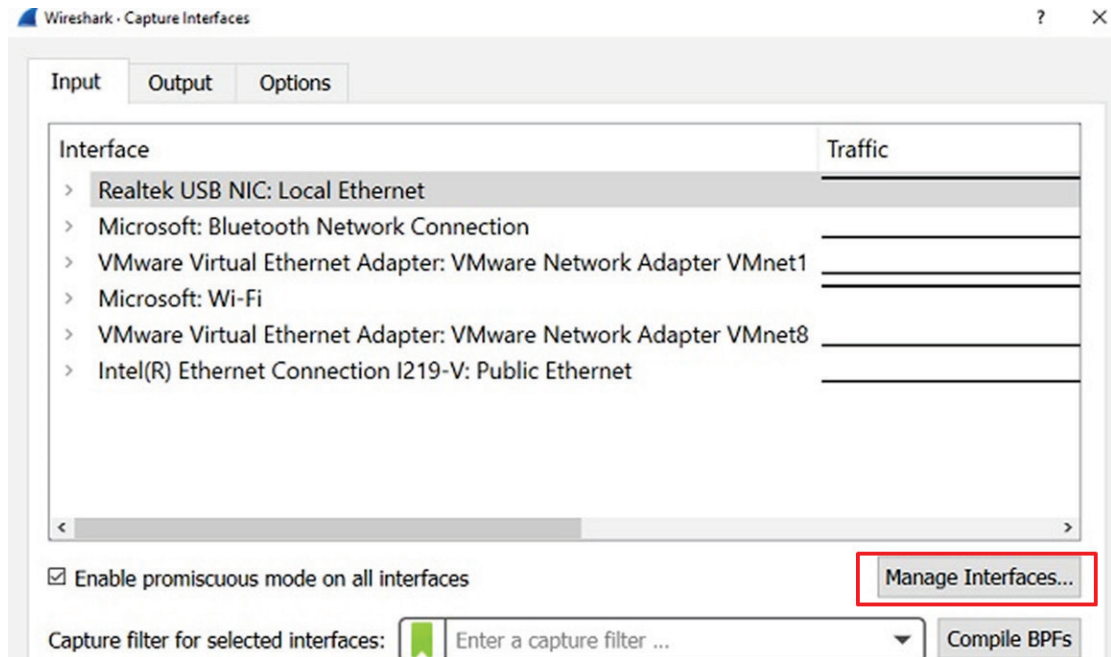 Wireshark · Capture Interfaces ? ×
Input Output Options
Interface Traffic
> Realtek USB NIC: Local Ethernet
> Microsoft: Bluetooth Network Connection
> VMware Virtual Ethernet Adapter: VMware Network Adapter VMnet1
> Microsoft: Wi-Fi
> VMware Virtual Ethernet Adapter: VMware Network Adapter VMnet8
> Intel(R) Ethernet Connection I219-V: Public Ethernet
Enable promiscuous mode on all interfaces Manage Interfaces...
Capture filter for selected interfaces: Enter a capture filter ... Compile BPFs